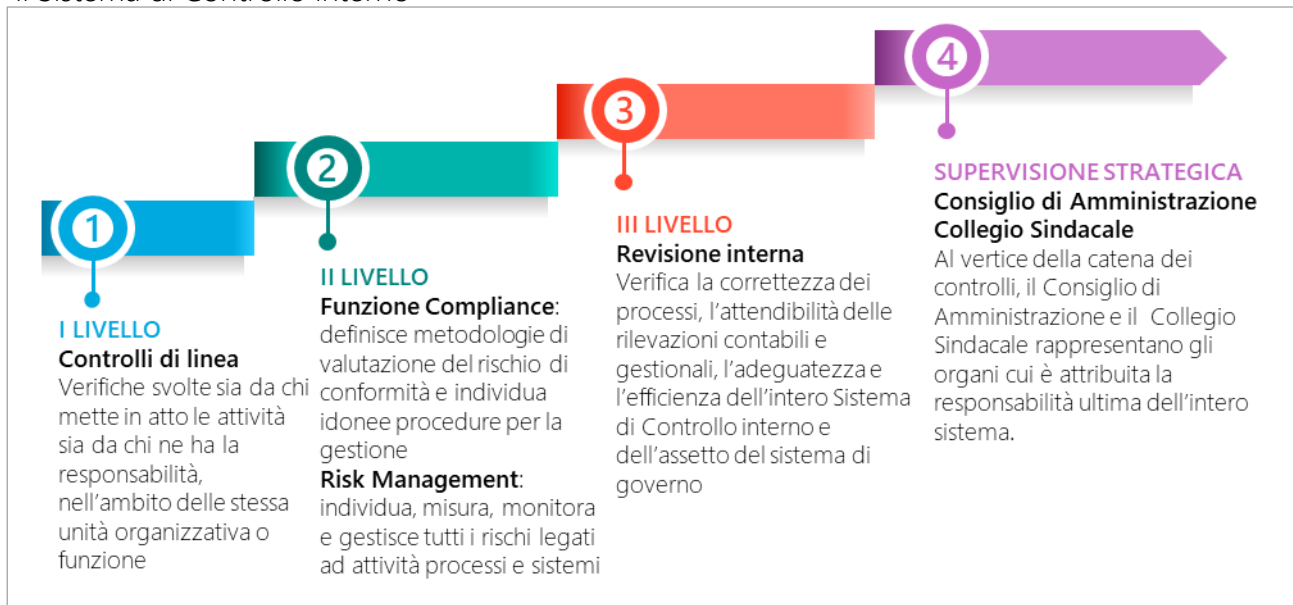 Il Sistema di Controllo Interno
1
I LIVELLO
Controlli di linea
Verifiche svolte sia da chi
mette in atto le attività
sia da chi ne ha la
responsabilità,
nell’ambito delle stessa
unità organizzativa o
funzione
2
II LIVELLO
Funzione Compliance:
definisce metodologie di
valutazione del rischio di
conformità e individua
idonee procedure per la
gestione
Risk Management:
individua, misura, monitora
e gestisce tutti i rischi legati
ad attività processi e sistemi
3
III LIVELLO
Revisione interna
Verifica la correttezza dei
processi, l’attendibilità delle
rilevazioni contabili e
gestionali, l’adeguatezza e
l’efficienza dell’intero Sistema
di Controllo interno e
dell’assetto del sistema di
governo
4
SUPERVISIONE STRATEGICA
Consiglio di Amministrazione
Collegio Sindacale
Al vertice della catena dei
controlli, il Consiglio di
Amministrazione e il Collegio
Sindacale rappresentano gli
organi cui è attribuita la
responsabilità ultima dell’intero
sistema.